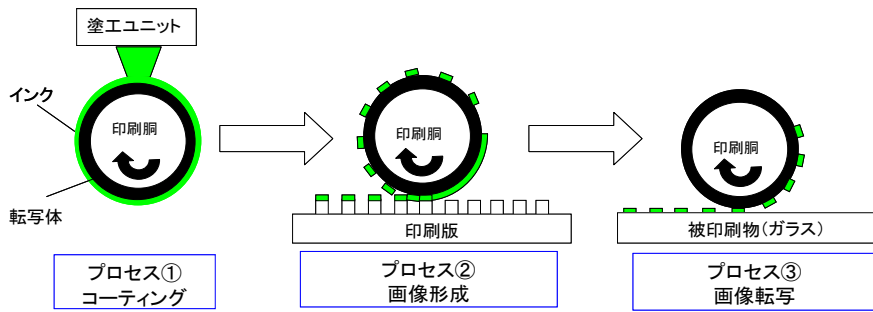 塗工ユニット
インク
印刷胴
転写体
プロセス①
コーティング
印刷胴
印刷版
プロセス②
画像形成
印刷胴
被印刷物(ガラス)
プロセス③
画像転写